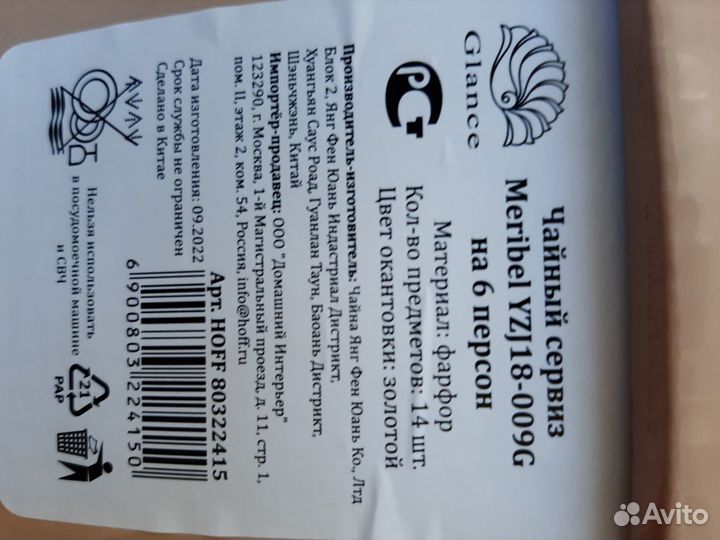 Glance
Чайный сервиз
Meribel YZJ18-009G
на 6 персон
РСТ
Материал: фарфор
Кол-во предметов: 14 шт.
Цвет окантовки: золотой
Производитель-изготовитель: Чайна Янг Фен Юань Ко., Лтд
Блок 2, Янг Фен Юань Индастриал Дистрикт,
Хуангьян Саус Роад, Гуанлан Таун, Баоань Дистрикт,
Шэньчжэнь, Китай
Импортёр-продавец: ООО "Домашний Интерьер"
123290, г. Москва, 1-й Магистральный проезд, д. 11, стр. 1,
пом. II, этаж 2, ком. 54, Россия, info@hoff.ru
Арт. HOFF 80322415
Дата изготовления: 09.2022
Срок службы не ограничен
Сделано в Китае
6 900803 224150
Нельзя использовать
в посудомоечной машине
и СВЧ
21
PAP
Avito